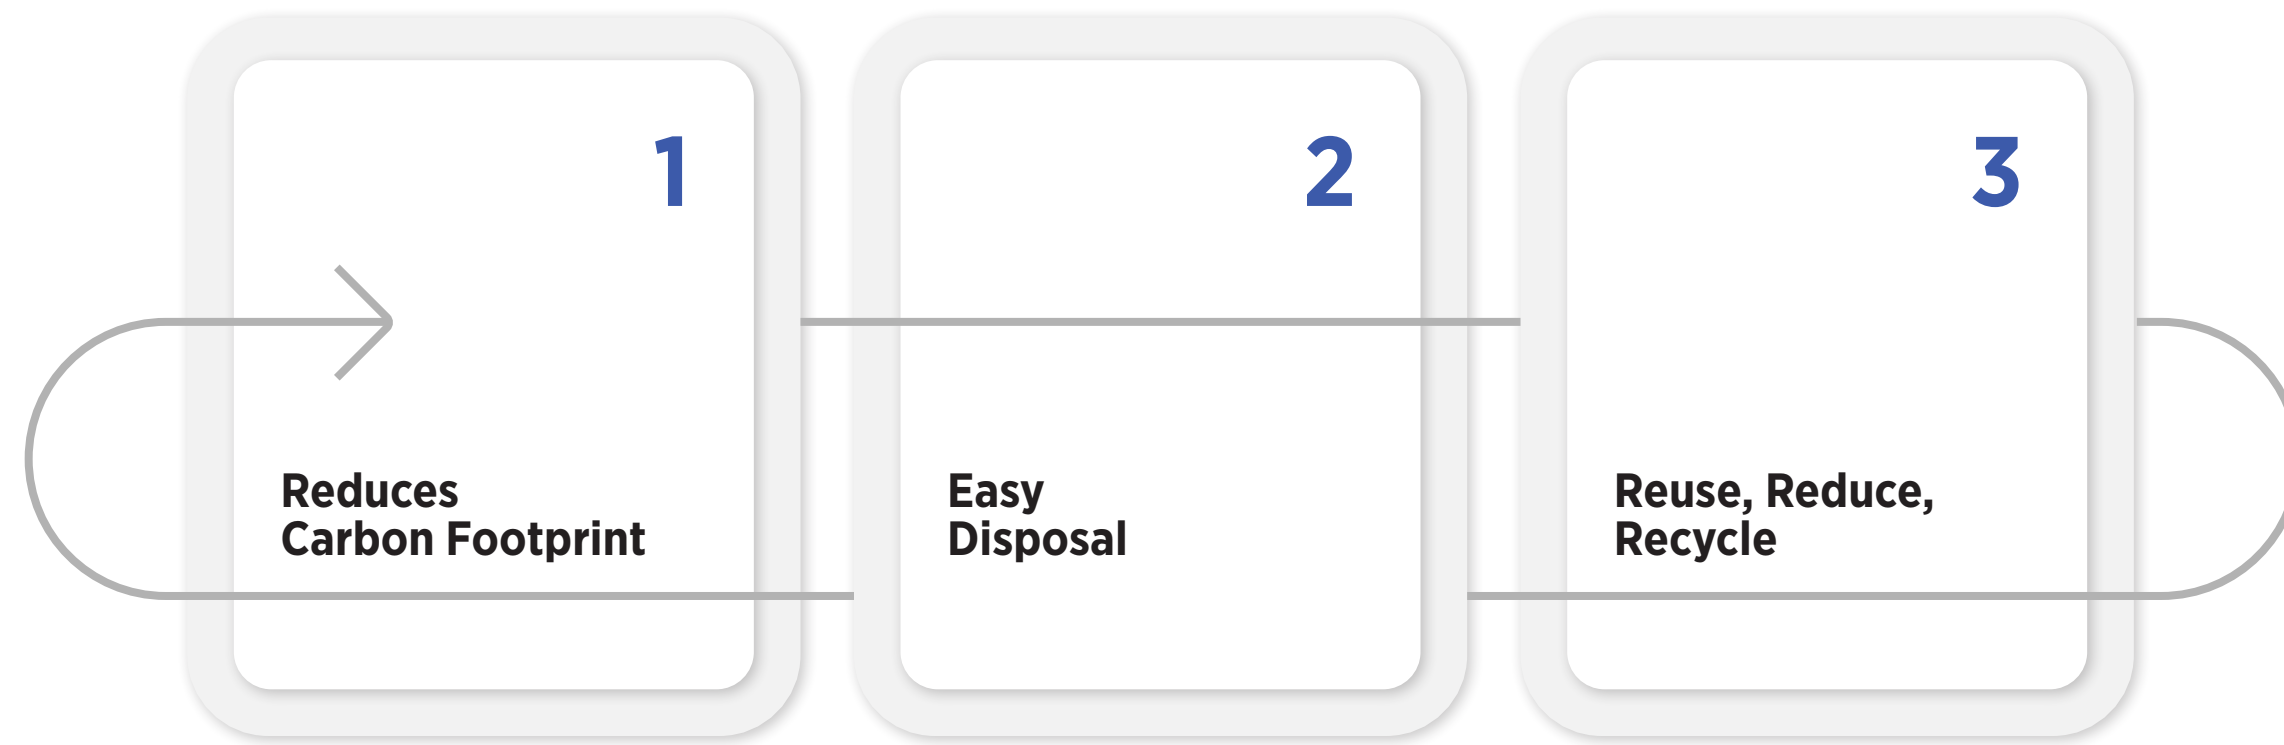 1
Reduces
Carbon Footprint
2
Easy
Disposal
3
Reuse, Reduce,
Recycle